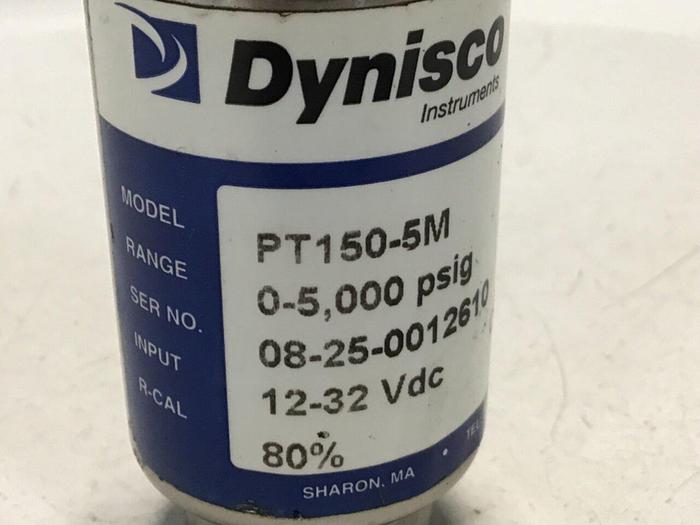 Dynisco
Instruments
MODEL PT150-5M
RANGE 0-5,000 psig
SER NO. 08-25-0012610
INPUT 12-32 Vdc
R-CAL 80%
SHARON, MA •